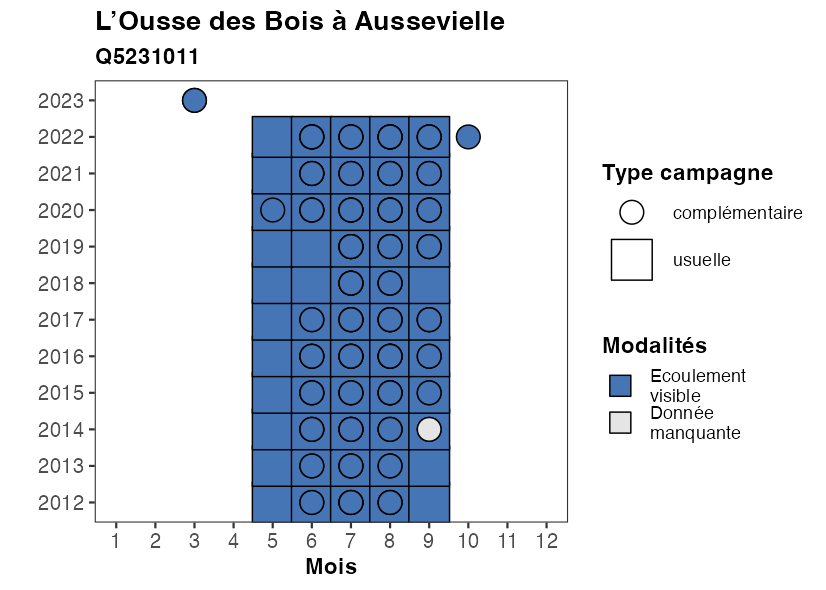 L’Ousse des Bois à Aussevielle
Q5231011
2023
2022
2021
2020
2019
2018
2017
2016
2015
2014
2013
2012
1 2 3 4 5 6 7 8 9 10 11 12
Mois
Type campagne
complémentaire
usuelle
Modalités
Ecoulement
visible
Donnée
manquante